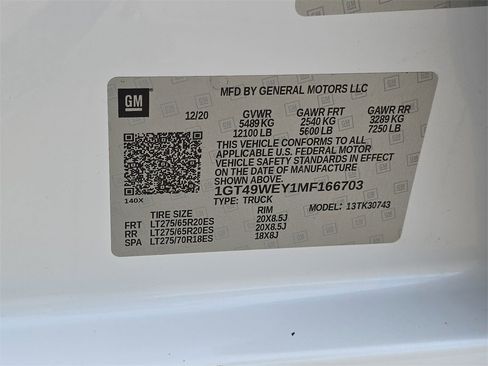 GM
MFD BY GENERAL MOTORS LLC
12/20 GVWR GAWR FRT GAWR RR
5489 KG 2540 KG 3289 KG
12100 LB 5600 LB 7250 LB
THIS VEHICLE CONFORMS TO ALL
APPLICABLE U.S. FEDERAL MOTOR
VEHICLE SAFETY STANDARDS IN EFFECT
ON THE DATE OF MANUFACTURE
SHOWN ABOVE.
1GT49WEY1MF166703
140X TYPE: TRUCK MODEL: 13TK30743
TIRE SIZE RIM
FRT LT275/65R20ES 20X8.5J
RR LT275/65R20ES 20X8.5J
SPA LT275/70R18ES 18X8J